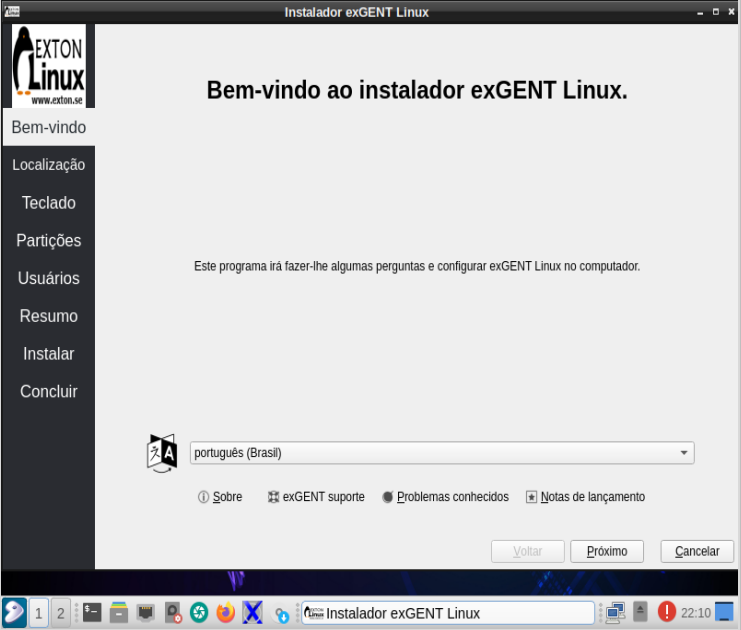 Instalador exGENT Linux
EXTON
Linux
www.exton.se
Bem-vindo
Localização
Teclado
Partições
Usuários
Resumo
Instalar
Concluir
Bem-vindo ao instalador exGENT Linux.
Este programa irá fazer-lhe algumas perguntas e configurar exGENT Linux no computador.
português (Brasil)
Sobre exGENT suporte Problemas conhecidos Notas de lançamento
Voltar Próximo Cancelar
1 2 Instalador exGENT Linux 22:10